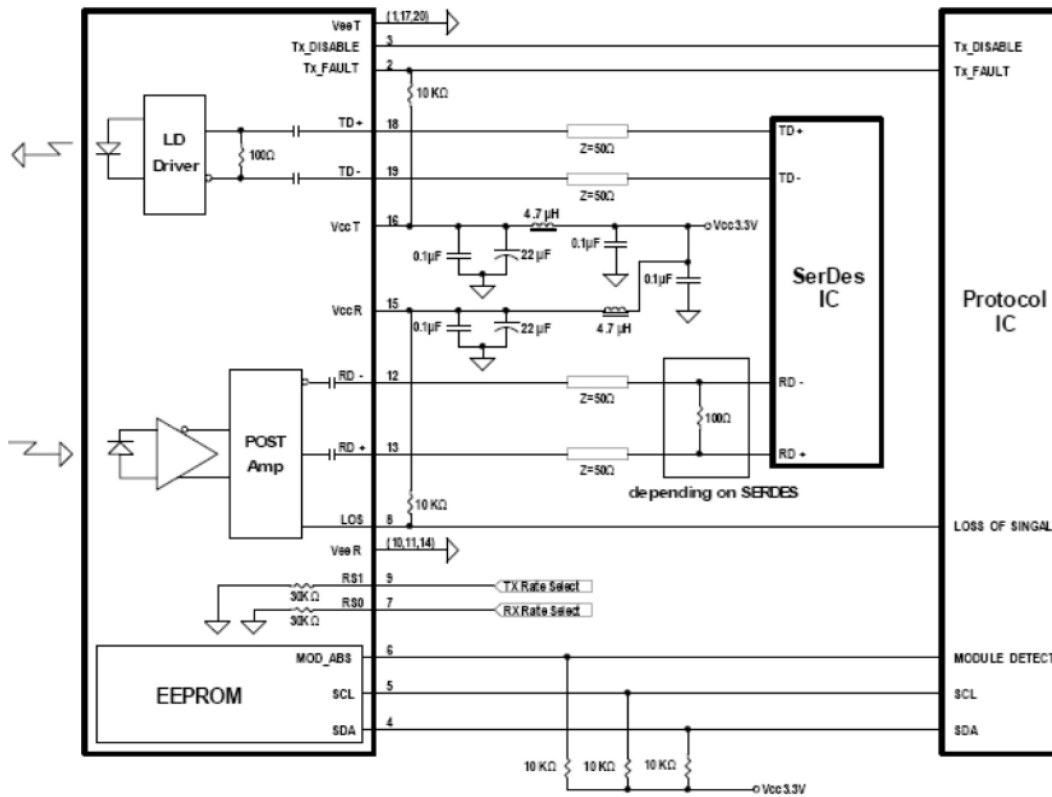 VeeT (1,17,20)
Tx_DISABLE 3 Tx_DISABLE
Tx_FAULT 2 Tx_FAULT
10 KΩ
LD
Driver
100Ω
TD+ 18 Z=50Ω TD+
TD- 19 Z=50Ω TD-
VccT 16 4.7 µH Vcc3.3V
0.1µF 22 µF 0.1µF 0.1µF
SerDes
IC
Protocol
IC
VccR 15
0.1µF 22 µF 4.7 µH
RD - 12 Z=50Ω RD -
100Ω
POST
Amp
RD + 13 Z=50Ω RD +
depending on SERDES
10 KΩ
LOS 8 LOSS OF SINGAL
VeeR (10,11,14)
RS1 9 TX Rate Select
30KΩ
RS0 7 RX Rate Select
30KΩ
MOD_ABS 6 MODULE DETECT
EEPROM
SCL 5 SCL
SDA 4 SDA
10 KΩ 10 KΩ 10 KΩ
Vcc3.3V